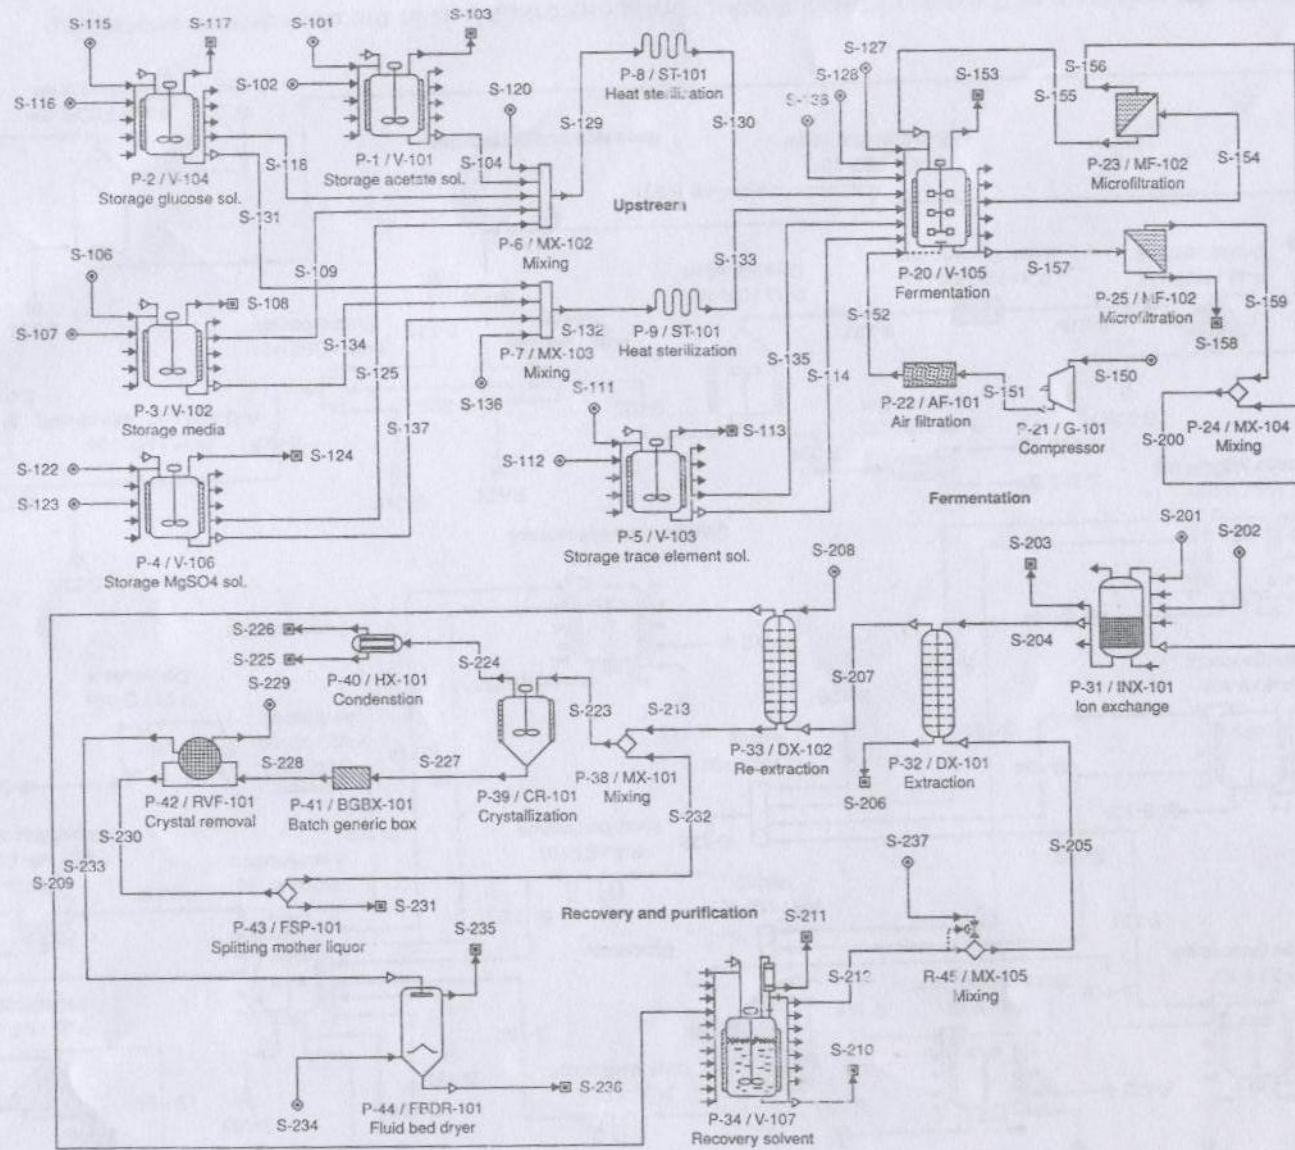 S-115
S-117
S-101
S-103
S-116
S-102
S-120
P-2 / V-104
Storage glucose sol.
S-118
S-131
P-1 / V-101
Storage acetate sol.
S-104
S-129
P-8 / ST-101
Heat sterilization
S-130
P-6 / MX-102
Mixing
Upstream
S-127
S-128
S-153
S-156
S-155
P-23 / MF-102
Microfiltration
S-154
P-20 / V-105
Fermentation
S-157
P-25 / MF-102
Microfiltration
S-158
S-159
S-106
S-107
S-108
S-109
S-134
S-125
S-137
P-3 / V-102
Storage media
S-132
P-7 / MX-103
Mixing
S-136
S-133
P-9 / ST-101
Heat sterilization
S-135
S-114
S-152
P-22 / AF-101
Air filtration
S-151
S-150
P-21 / G-101
Compressor
S-200
P-24 / MX-104
Mixing
Fermentation
S-122
S-123
S-124
P-4 / V-106
Storage MgSO4 sol.
S-111
S-112
S-113
P-5 / V-103
Storage trace element sol.
S-208
S-203
S-201
S-202
S-204
P-31 / INX-101
Ion exchange
S-226
S-225
P-40 / HX-101
Condenstion
S-224
S-223
S-213
S-207
P-33 / DX-102
Re-extraction
P-32 / DX-101
Extraction
S-206
S-229
S-228
S-227
P-42 / RVF-101
Crystal removal
P-41 / BGBX-101
Batch generic box
P-39 / CR-101
Crystallization
P-38 / MX-101
Mixing
S-232
S-230
S-233
S-209
S-231
P-43 / FSP-101
Splitting mother liquor
Recovery and purification
S-237
S-205
S-235
S-211
S-212
R-45 / MX-105
Mixing
S-210
S-234
S-236
P-44 / FBDR-101
Fluid bed dryer
P-34 / V-107
Recovery solvent